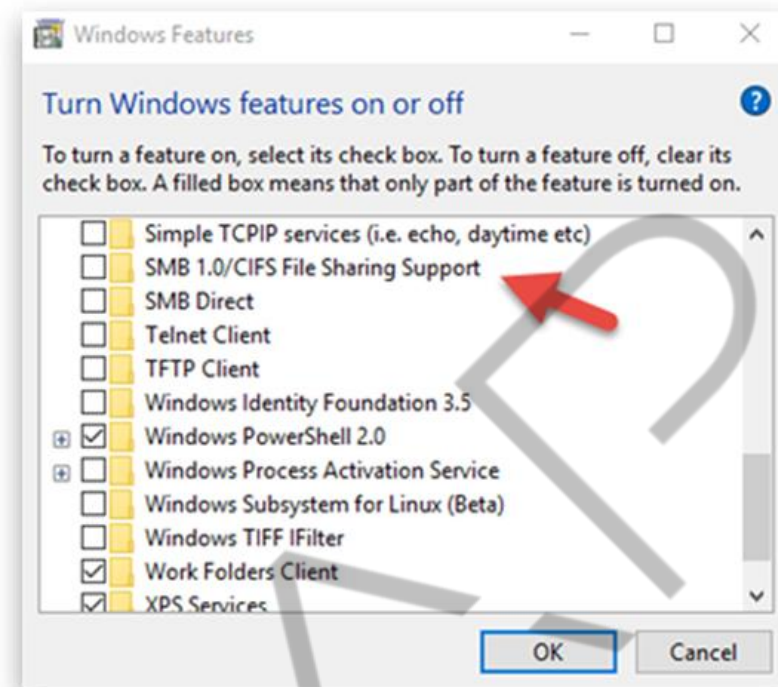 Windows Features
Turn Windows features on or off
To turn a feature on, select its check box. To turn a feature off, clear its
check box. A filled box means that only part of the feature is turned on.
Simple TCPIP services (i.e. echo, daytime etc)
SMB 1.0/CIFS File Sharing Support
SMB Direct
Telnet Client
TFTP Client
Windows Identity Foundation 3.5
Windows PowerShell 2.0
Windows Process Activation Service
Windows Subsystem for Linux (Beta)
Windows TIFF IFilter
Work Folders Client
XPS Services
OK Cancel